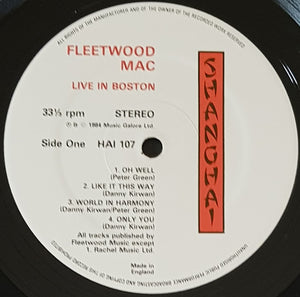 ALL RIGHTS OF THE MANUFACTURER AND OF THE OWNER OF THE RECORDED WORK RESERVED
FLEETWOOD
MAC
LIVE IN BOSTON
33⅓ rpm STEREO
℗ & © 1984 Music Galore Ltd.
Side One HAI 107
1. OH WELL
(Peter Green)
2. LIKE IT THIS WAY
(Danny Kirwan)
3. WORLD IN HARMONY
(Danny Kirwan/Peter Green)
4. ONLY YOU
(Danny Kirwan)
All tracks published by
Fleetwood Music except
1. Rachel Music Ltd.
Made in
England
SHANGHAI
UNAUTHORISED PUBLIC PERFORMANCE BROADCASTING AND COPYING OF THIS RECORD PROHIBITED